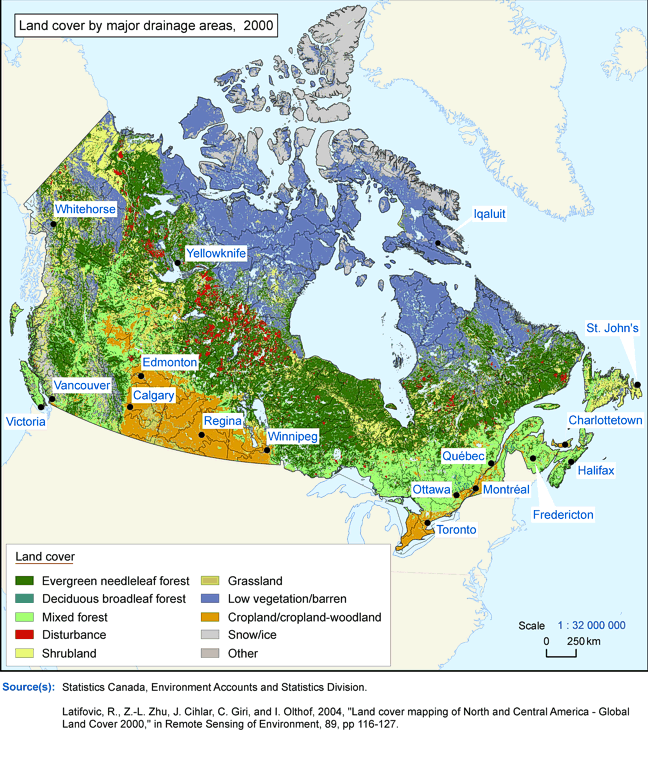 Land cover by major drainage areas, 2000
Iqaluit
Whitehorse
Yellowknife
St. John's
Edmonton
Vancouver
Calgary
Victoria
Regina
Winnipeg
Charlottetown
Québec
Halifax
Ottawa
Montréal
Fredericton
Toronto
Land cover
Evergreen needleleaf forest
Deciduous broadleaf forest
Mixed forest
Disturbance
Shrubland
Grassland
Low vegetation/barren
Cropland/cropland-woodland
Snow/ice
Other
Scale 1 : 32 000 000
0 250 km
Source(s): Statistics Canada, Environment Accounts and Statistics Division.
Latifovic, R., Z.-L. Zhu, J. Cihlar, C. Giri, and I. Olthof, 2004, "Land cover mapping of North and Central America - Global
Land Cover 2000," in Remote Sensing of Environment, 89, pp 116-127.